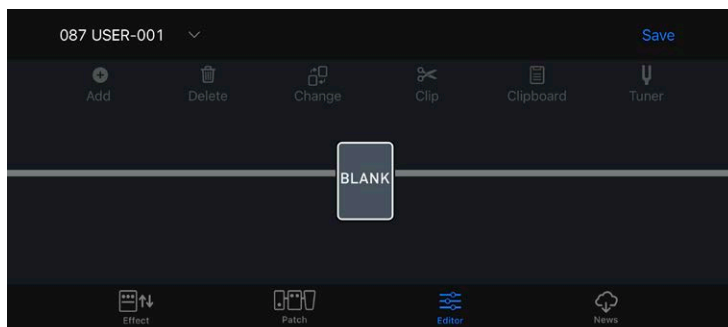 087 USER-001
Save
Add Delete Change Clip Clipboard Tuner
BLANK
Effect Patch Editor News